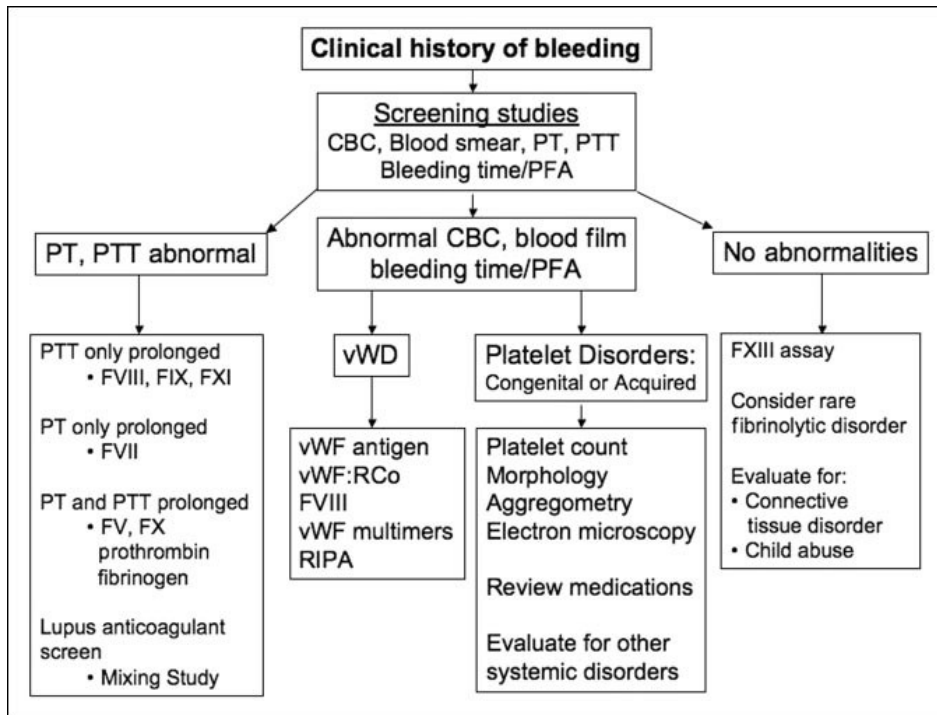 Clinical history of bleeding
Screening studies
CBC, Blood smear, PT, PTT
Bleeding time/PFA
PT, PTT abnormal
PTT only prolonged
• FVIII, FIX, FXI
PT only prolonged
• FVII
PT and PTT prolonged
• FV, FX
prothrombin
fibrinogen
Lupus anticoagulant
screen
• Mixing Study
Abnormal CBC, blood film
bleeding time/PFA
vWD
vWF antigen
vWF:RCo
FVIII
vWF multimers
RIPA
Platelet Disorders:
Congenital or Acquired
Platelet count
Morphology
Aggregometry
Electron microscopy
Review medications
Evaluate for other
systemic disorders
No abnormalities
FXIII assay
Consider rare
fibrinolytic disorder
Evaluate for:
• Connective
tissue disorder
• Child abuse